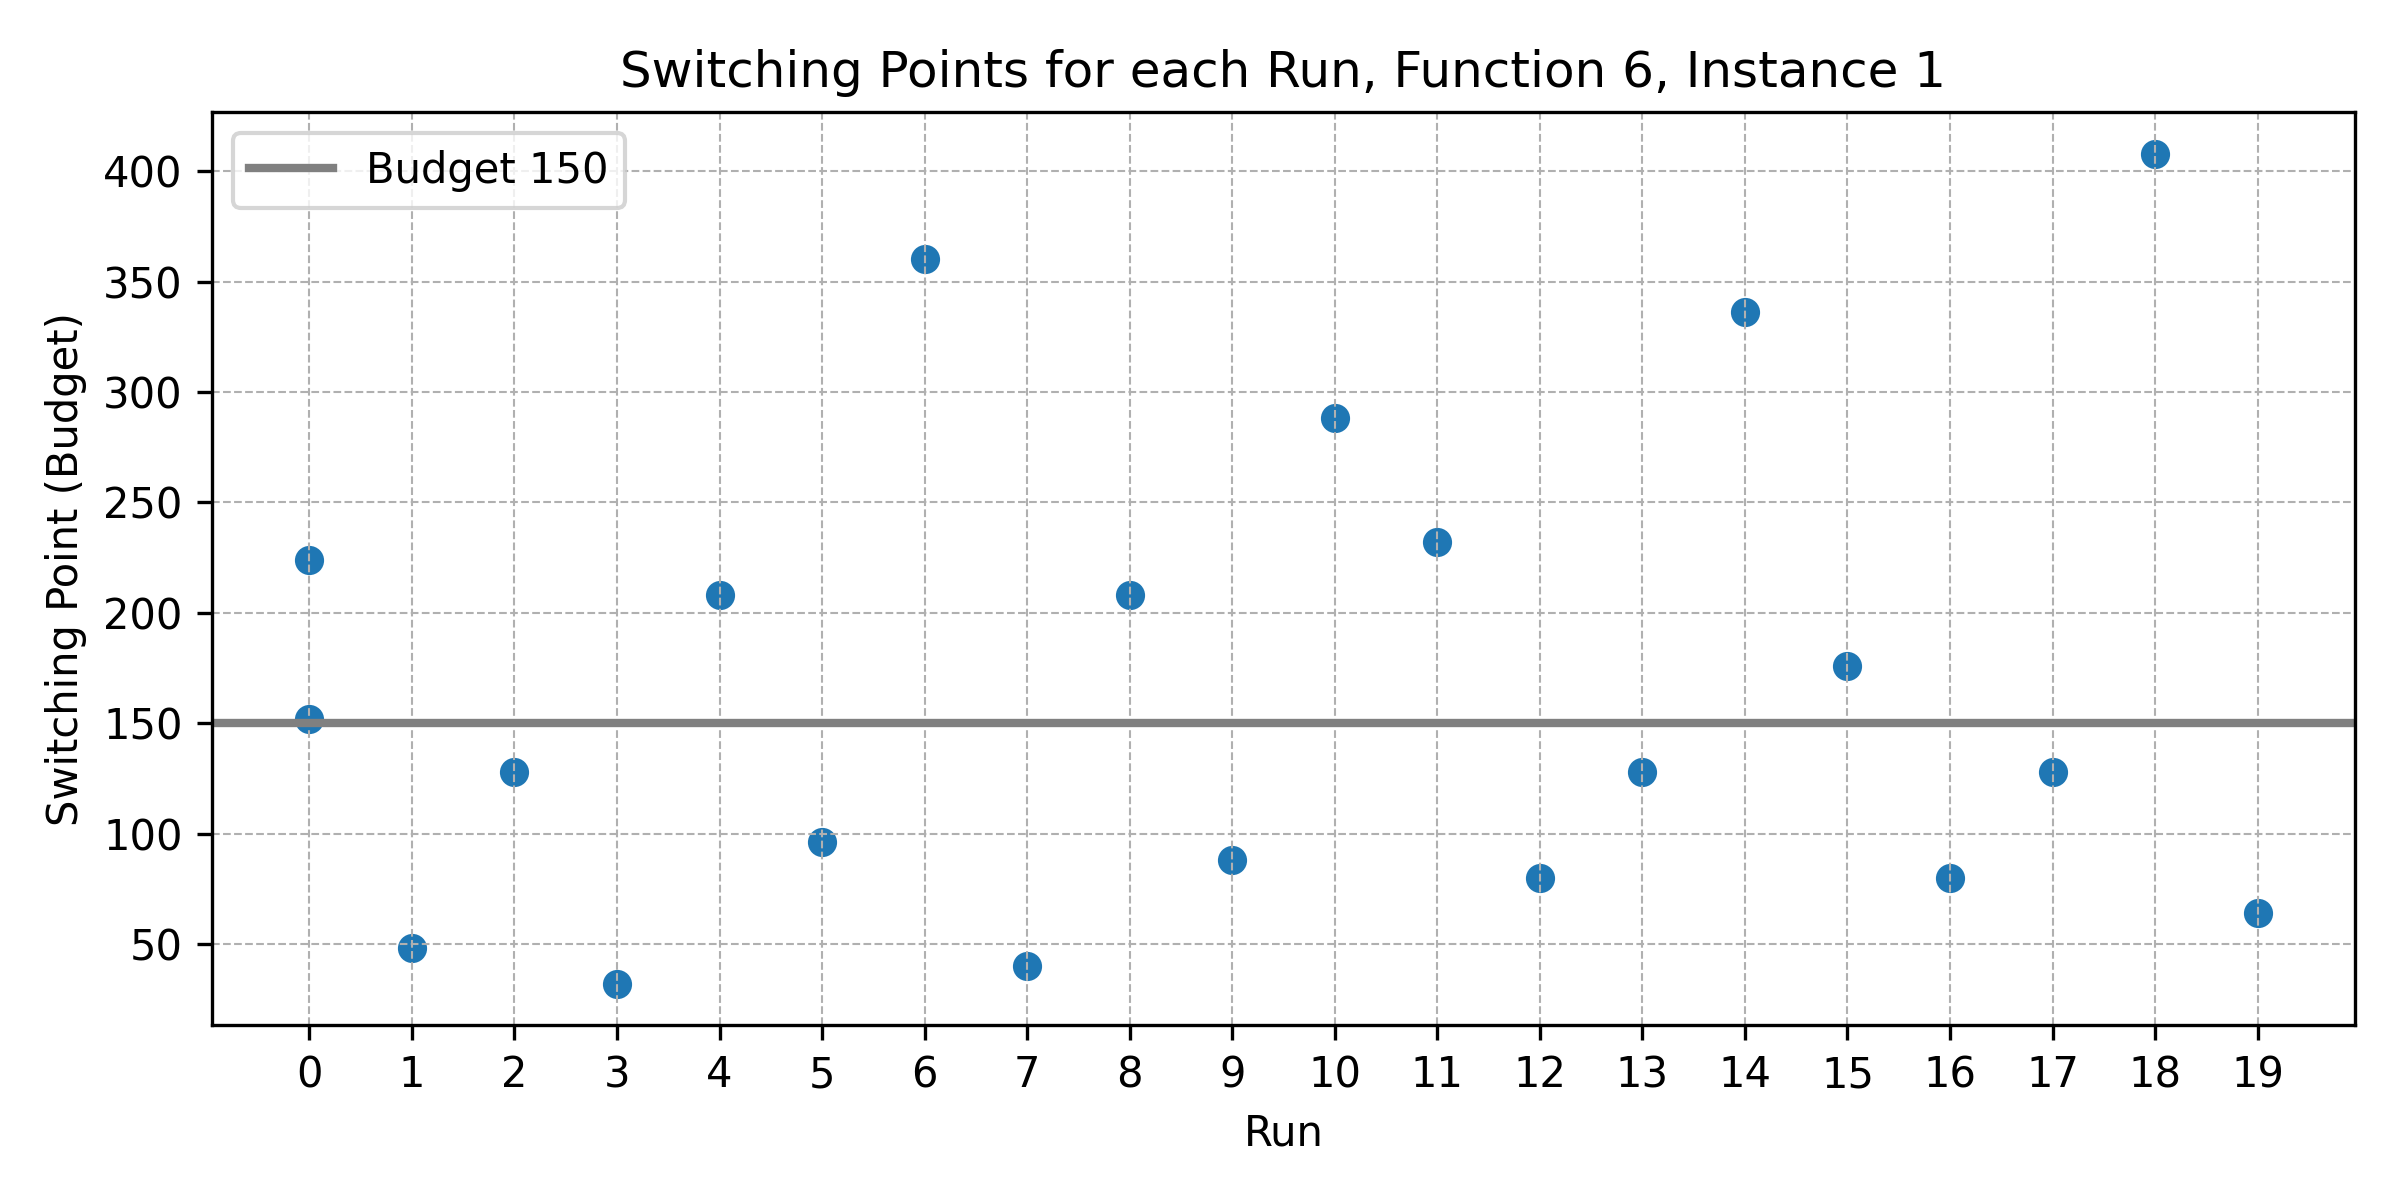 Switching Points for each Run, Function 6, Instance 1
Budget 150
400
350
300
250
200
150
100
50
Switching Point (Budget)
0 1 2 3 4 5 6 7 8 9 10 11 12 13 14 15 16 17 18 19
Run